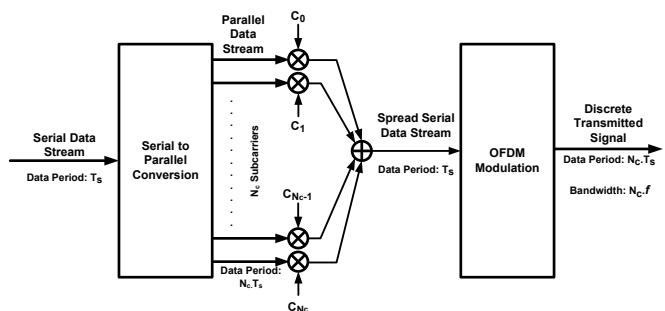 Parallel
Data
Stream
C0
C1
Serial Data
Stream
Data Period: Ts
Serial to
Parallel
Conversion
Nc Subcarriers
CNc-1
Data Period:
Nc.Ts
CNc
Spread Serial
Data Stream
Data Period: Ts
OFDM
Modulation
Discrete
Transmitted
Signal
Data Period: Nc.Ts
Bandwidth: Nc.f